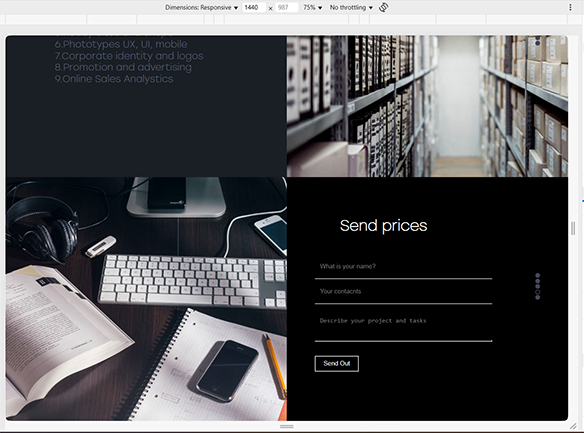 Dimensions: Responsive 1440 × 987 75% No throttling
6.Phototypes UX, UI, mobile
7.Corporate identity and logos
8.Promotion and advertising
9.Online Sales Analystics
Send prices
What is your name?
Your contacnts
Describe your project and tasks
Send Out